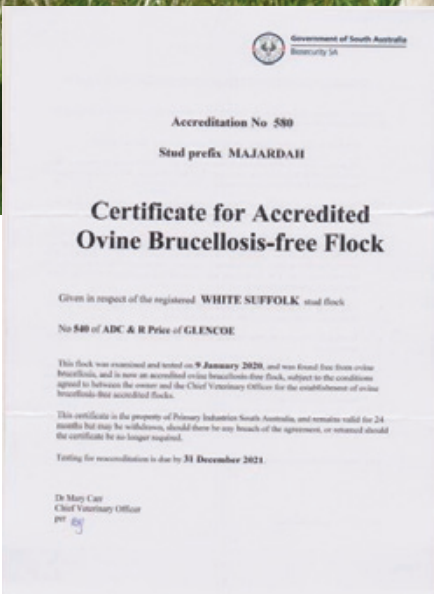 Government of South Australia
Biosecurity SA
Accreditation No 580
Stud prefix MAJARDAH
Certificate for Accredited
Ovine Brucellosis-free Flock
Given in respect of the registered WHITE SUFFOLK stud flock
No 540 of ADC & R Price of GLENCOE
This flock was examined and tested on 9 January 2020, and was found free from ovine
brucellosis, and is now an accredited ovine brucellosis-free flock, subject to the conditions
agreed to between the owner and the Chief Veterinary Officer for the establishment of ovine
brucellosis-free accredited flocks.
This certificate is the property of Primary Industries South Australia, and remains valid for 24
months but may be withdrawn, should there be any breach of the agreement, or returned should
the certificate be no longer required.
Testing for reaccreditation is due by 31 December 2021.
Dr Mary Carr
Chief Veterinary Officer
per